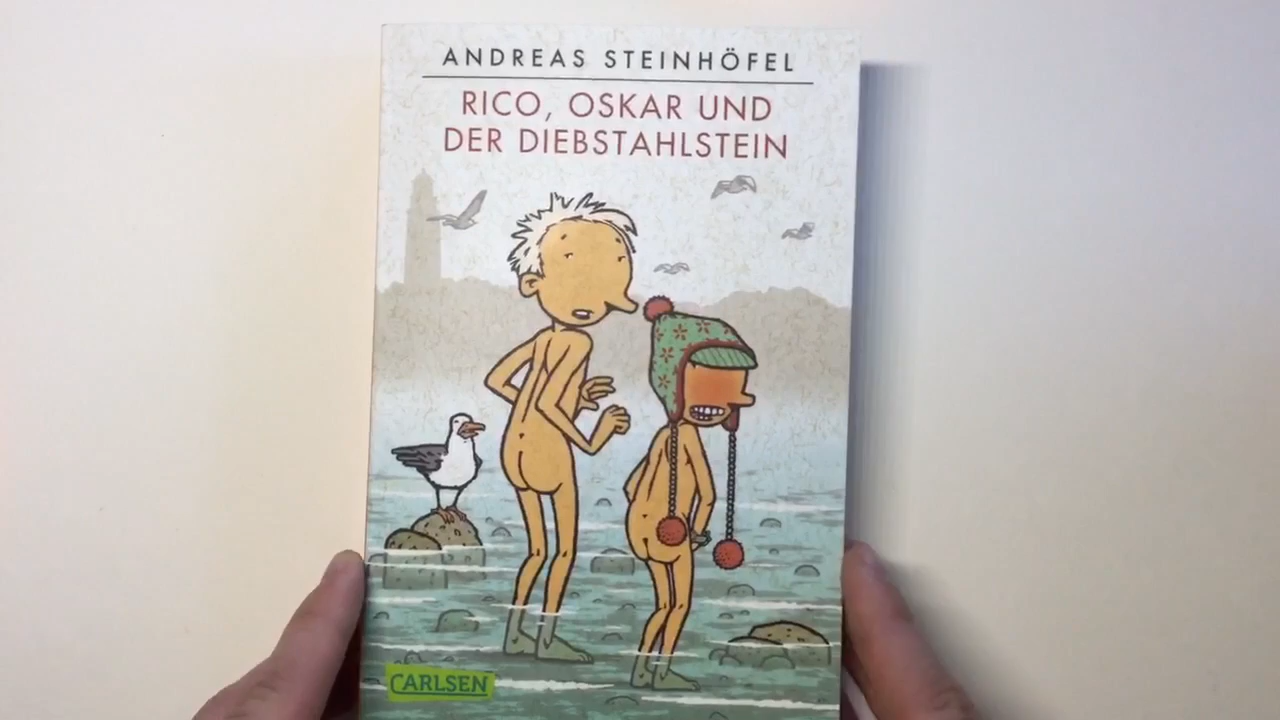 ANDREAS STEINHÖFEL
RICO, OSKAR UND
DER DIEBSTAHLSTEIN
CARLSEN